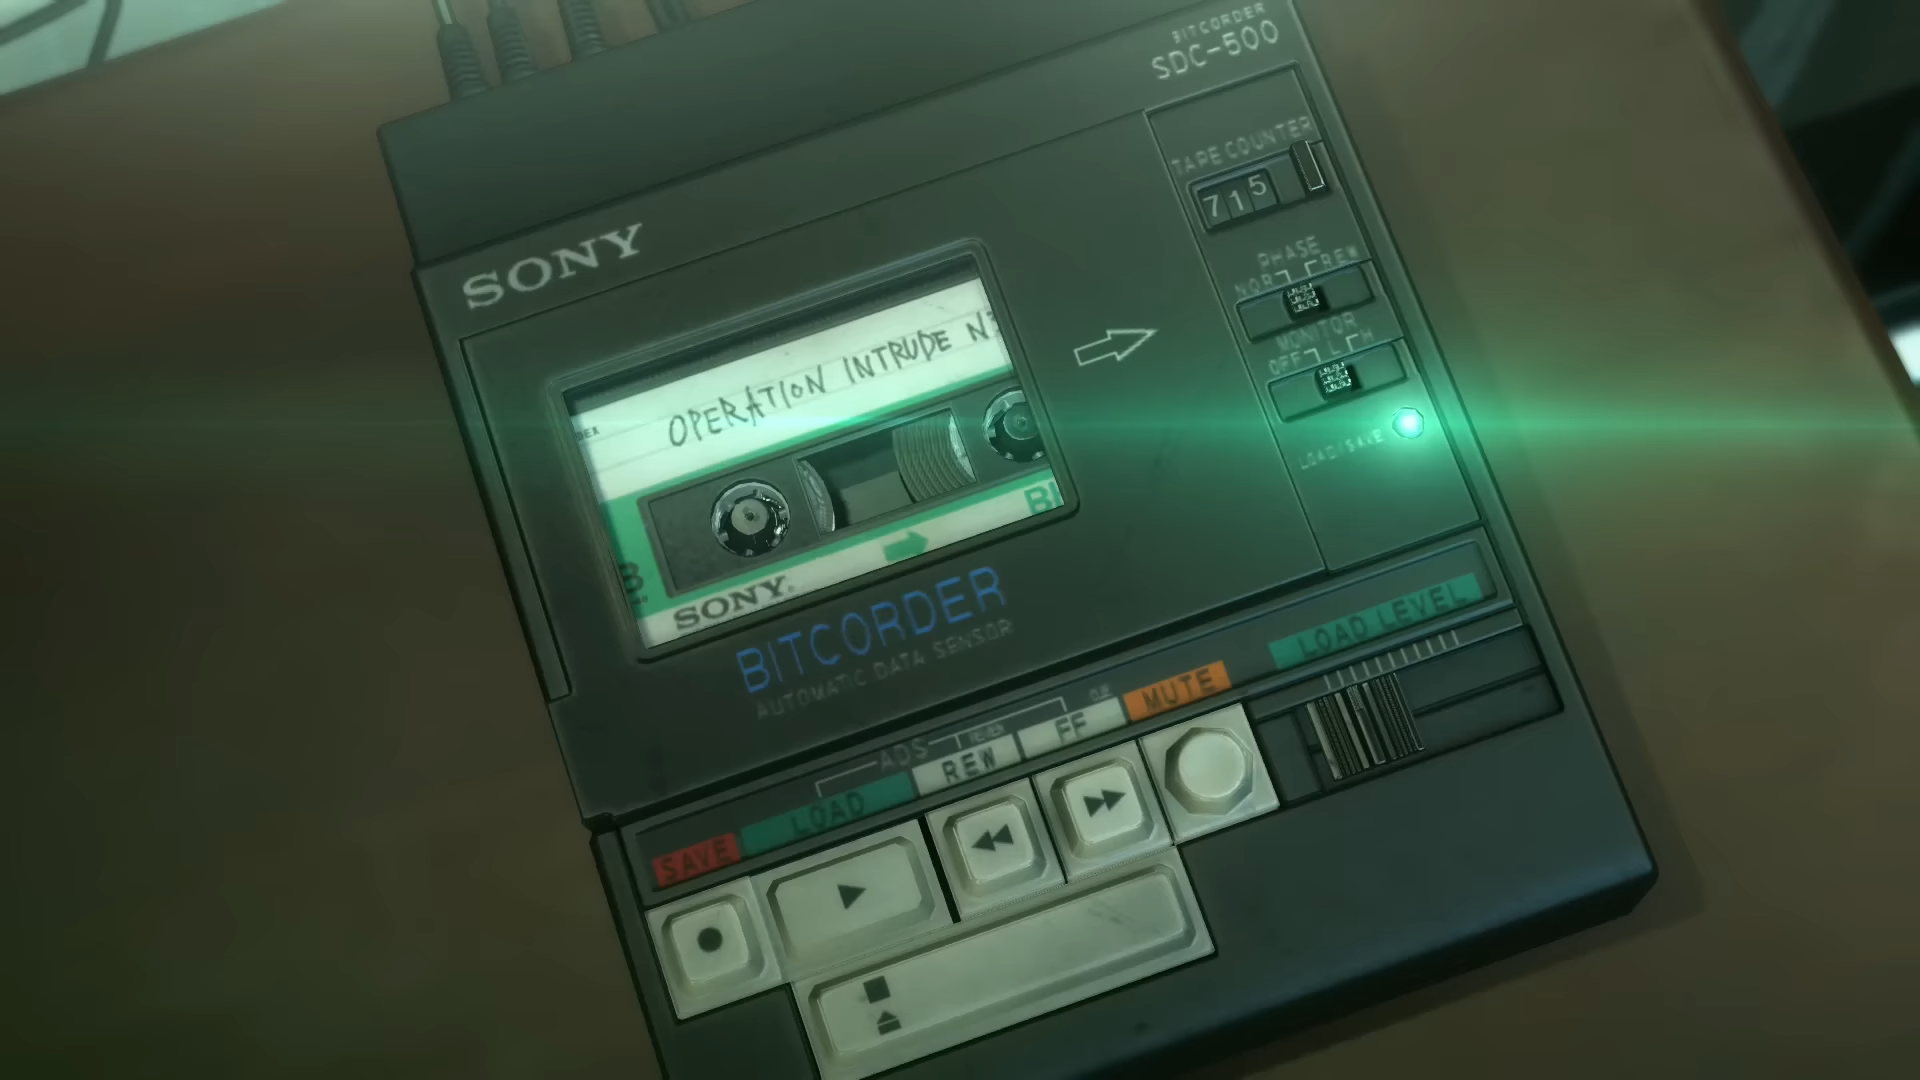 BITCORDER
SDC-500
TAPE COUNTER
715
SONY
PHASE
NOR REW
MONITOR
OFF L H
OPERATION INTRUDE N
LOAD/SAVE
SONY
BITCORDER
AUTOMATIC DATA SENSOR
LOAD LEVEL
MUTE
ADS
FF
REW
LOAD
SAVE